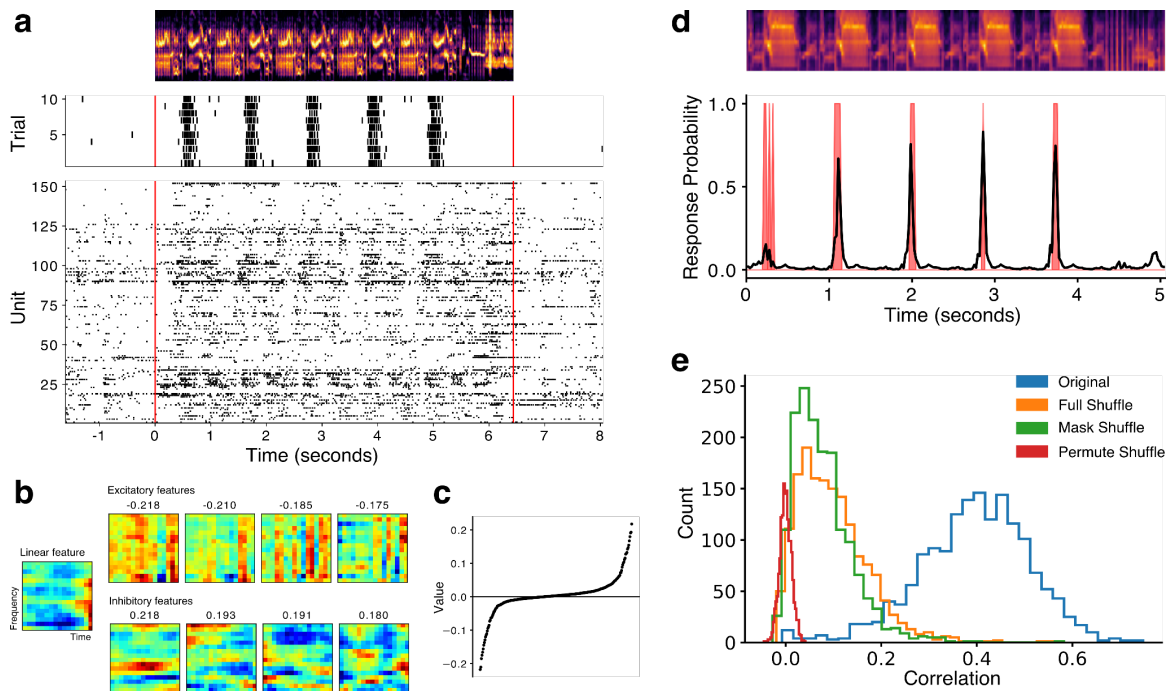 a
Trial
10
5
Unit
150
125
100
75
50
25
-1 0 1 2 3 4 5 6 7 8
Time (seconds)
b
Linear feature
Frequency
Time
Excitatory features
-0.218 -0.210 -0.185 -0.175
Inhibitory features
0.218 0.193 0.191 0.180
c
Value
0.2
0.1
0.0
−0.1
−0.2
d
Response Probability
1.0
0.5
0.0
0 1 2 3 4 5
Time (seconds)
e
Count
250
200
150
100
50
0
0.0 0.2 0.4 0.6
Correlation
Original
Full Shuffle
Mask Shuffle
Permute Shuffle